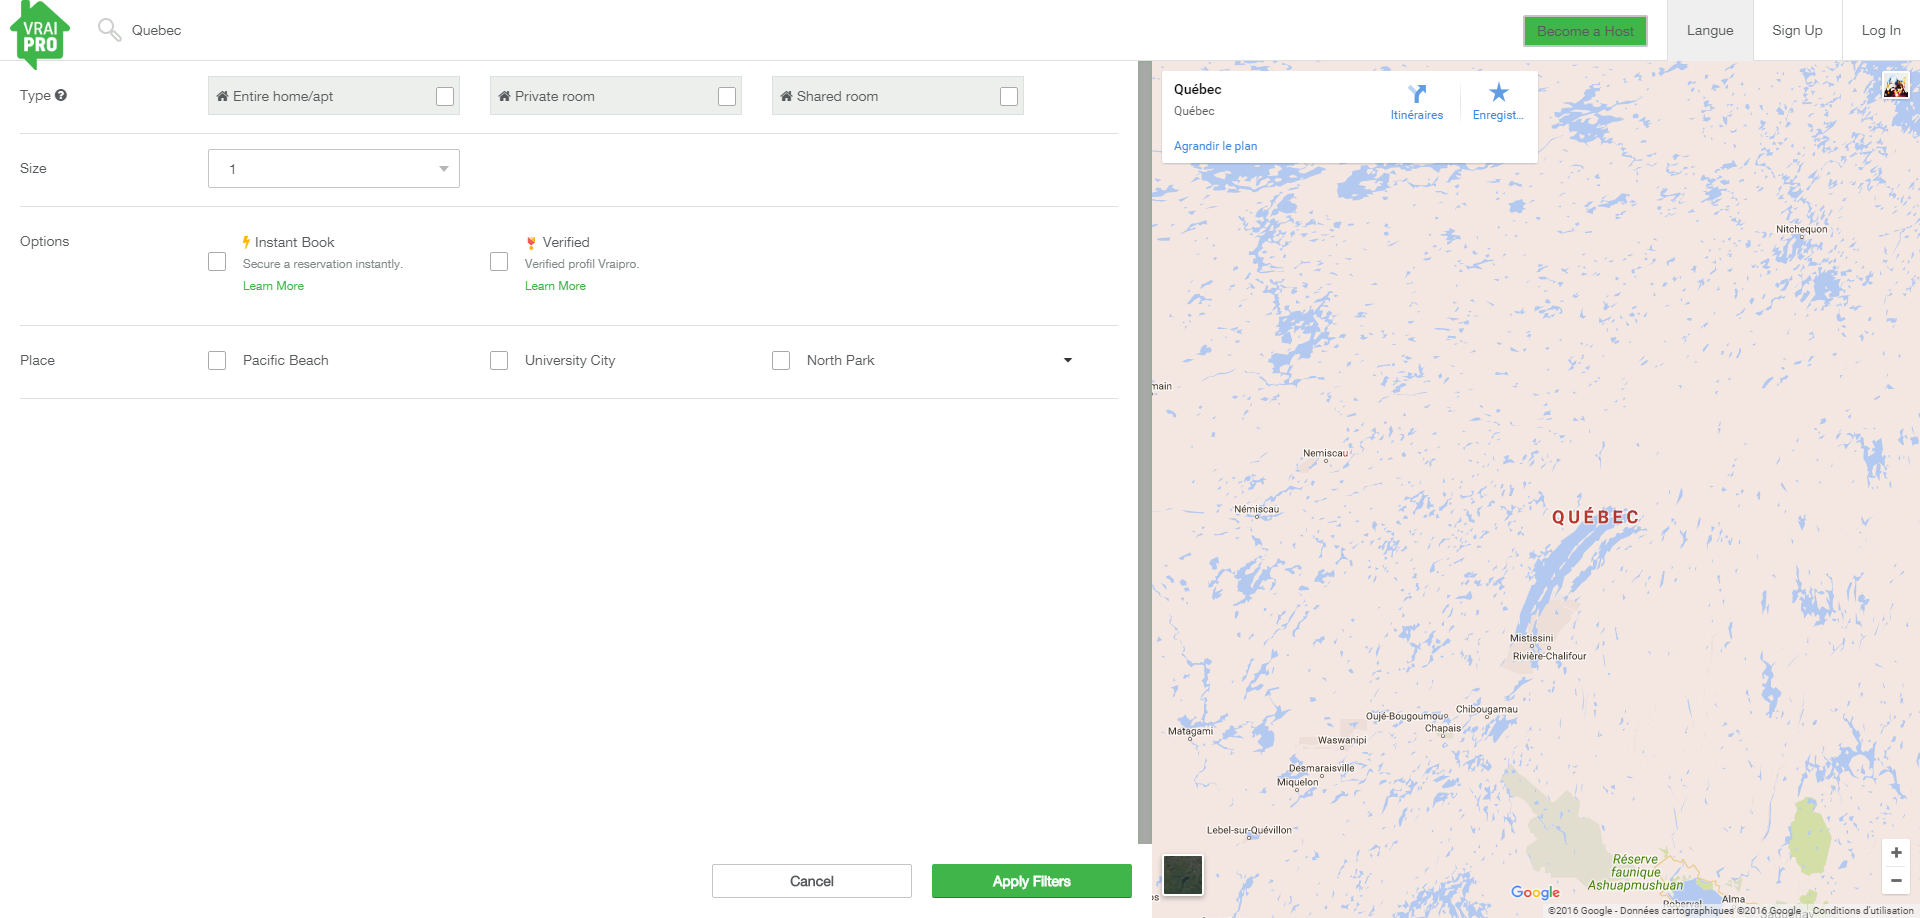 VRAI
PRO
Quebec
Become a Host
Langue
Sign Up
Log In
Type
Entire home/apt
Private room
Shared room
Size
1
Options
Instant Book
Secure a reservation instantly.
Learn More
Verified
Verified profil Vraipro.
Learn More
Place
Pacific Beach
University City
North Park
Cancel
Apply Filters
Québec
Québec
Itinéraires
Enregist...
Agrandir le plan
Nitchequon
main
Nemiscau
Némiscau
QUÉBEC
Mistissini
Rivière-Chalifour
Chibougamau
Oujé-Bougoumou
Chapais
Matagami
Waswanipi
Desmaraisville
Miquelon
Lebel-sur-Quévillon
Réserve
faunique
Ashuapmushuan
Google
Roberval
Alma
©2016 Google - Données cartographiques ©2016 Google
Conditions d'utilisation